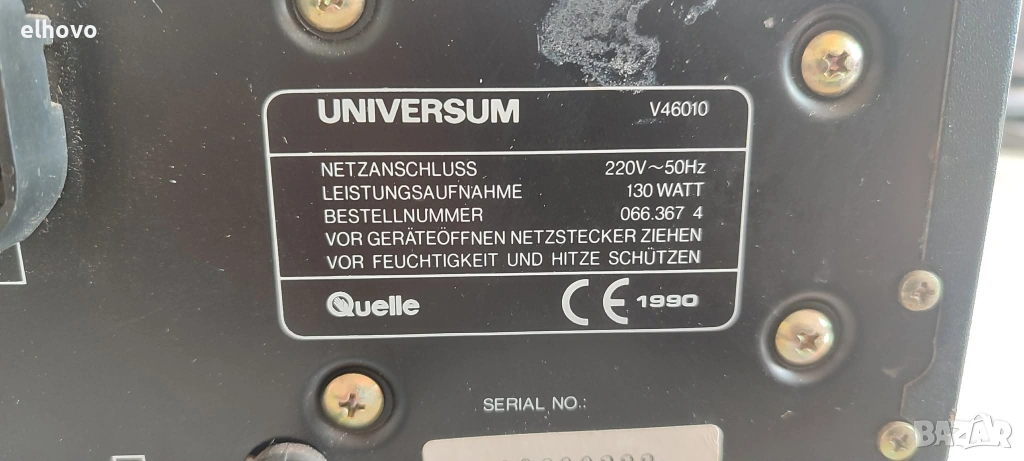 elhovo
UNIVERSUM V46010
NETZANSCHLUSS 220V~50Hz
LEISTUNGSAUFNAHME 130 WATT
BESTELLNUMMER 066.367 4
VOR GERÄTEÖFFNEN NETZSTECKER ZIEHEN
VOR FEUCHTIGKEIT UND HITZE SCHÜTZEN
Quelle CE 1990
SERIAL NO.:
BAZAR